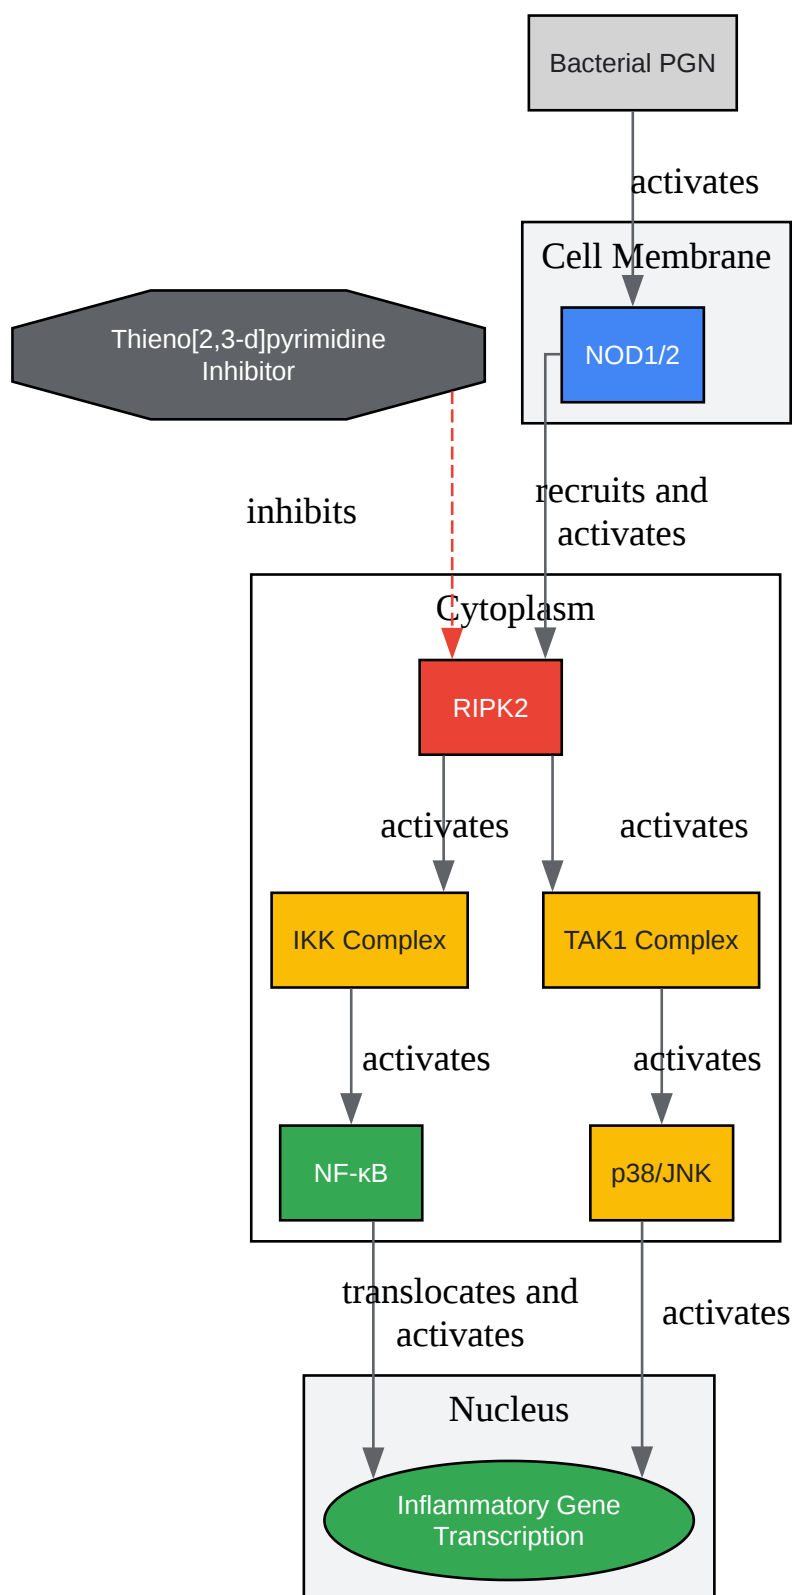 Bacterial PGN
activates
Cell Membrane
Thieno[2,3-d]pyrimidine
Inhibitor
NOD1/2
inhibits
recruits and
activates
Cytoplasm
RIPK2
activates
activates
IKK Complex
TAK1 Complex
activates
activates
NF-κB
p38/JNK
translocates and
activates
activates
Nucleus
Inflammatory Gene
Transcription